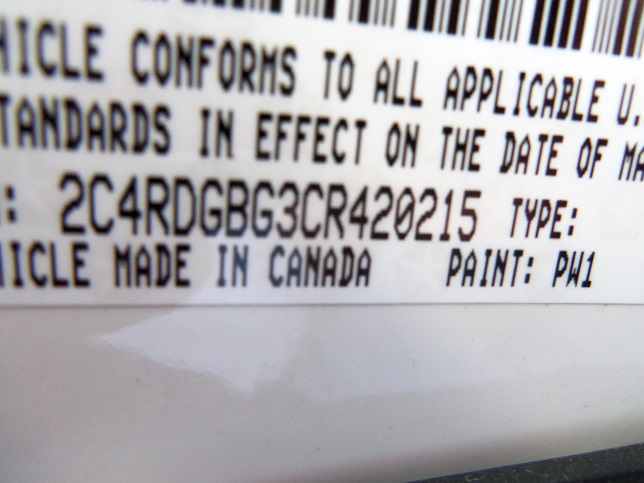 HICLE CONFORMS TO ALL APPLICABLE U.
TANDARDS IN EFFECT ON THE DATE OF MA
: 2C4RDGBG3CR420215 TYPE:
HICLE MADE IN CANADA PAINT: PW1